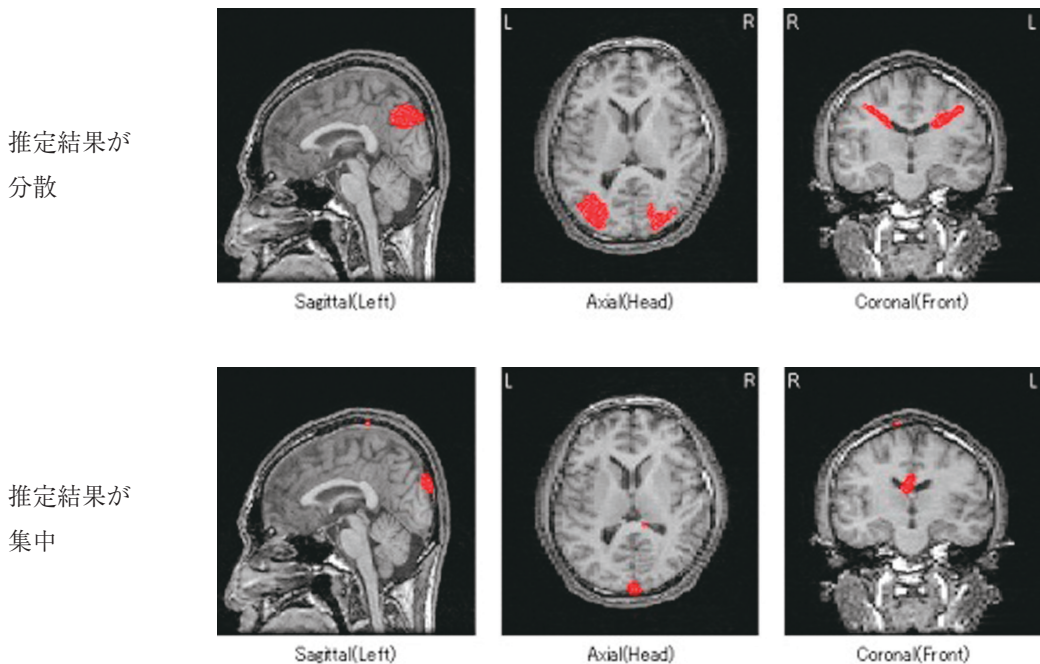 L R R L
推定結果が
分散
Sagittal(Left) Axial(Head) Coronal(Front)
L R R L
推定結果が
集中
Sagittal(Left) Axial(Head) Coronal(Front)